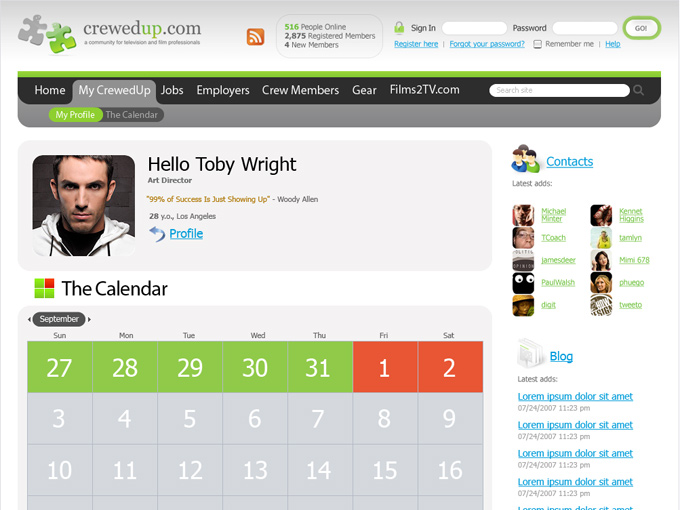 crewedup.com
a community for television and film professionals
516 People Online
2,875 Registered Members
4 New Members
Sign In
Password
GO!
Register here | Forgot your password? Remember me | Help
Home My CrewedUp Jobs Employers Crew Members Gear Films2TV.com
Search site
My Profile The Calendar
Hello Toby Wright
Art Director
"99% of Success Is Just Showing Up" - Woody Allen
28 y.o., Los Angeles
Profile
The Calendar
September
Sun Mon Tue Wed Thu Fri Sat
27 28 29 30 31 1 2
3 4 5 6 7 8 9
10 11 12 13 14 15 16
Contacts
Latest adds:
Michael Minter
Kennet Higgins
TCoach
tamlyn
jamesdeer
Mimi 678
PaulWalsh
phuego
digit
tweeto
Blog
Latest adds:
Lorem ipsum dolor sit amet
07/24/2007 11:23 pm
Lorem ipsum dolor sit amet
07/24/2007 11:23 pm
Lorem ipsum dolor sit amet
07/24/2007 11:23 pm
Lorem ipsum dolor sit amet
07/24/2007 11:23 pm
Lorem ipsum dolor sit amet